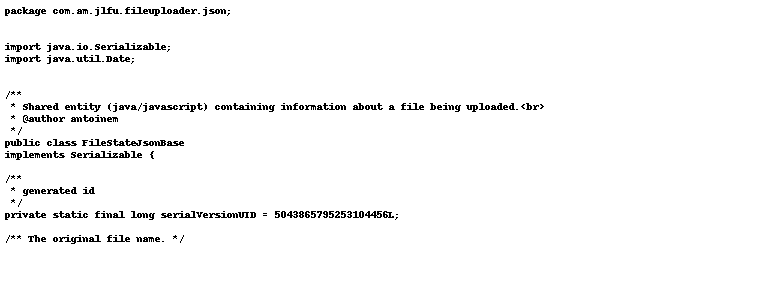 package com.am.jlfu.fileuploader.json;
import java.io.Serializable;
import java.util.Date;
/**
 * Shared entity (java/javascript) containing information about a file being uploaded.<br>
 * @author antoinem
 */
public class FileStateJsonBase
implements Serializable {
/**
 * generated id
 */
private static final long serialVersionUID = 5043865795253104456L;
/** The original file name. */